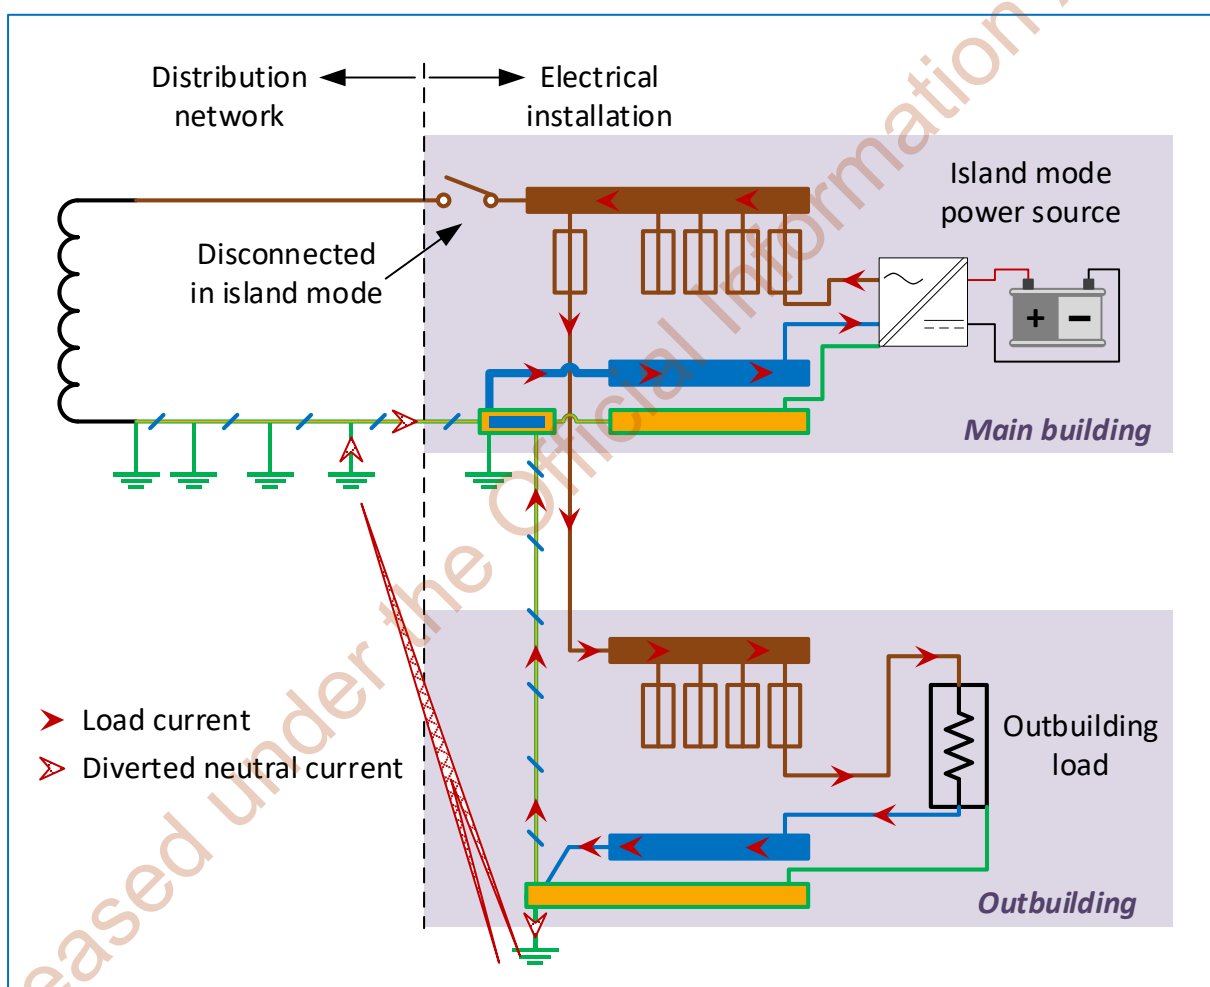 Distribution
network
Electrical
installation
Island mode
power source
Disconnected
in island mode
+ −
Main building
Load current
Diverted neutral current
Outbuilding
load
Outbuilding
eased under the Official Information